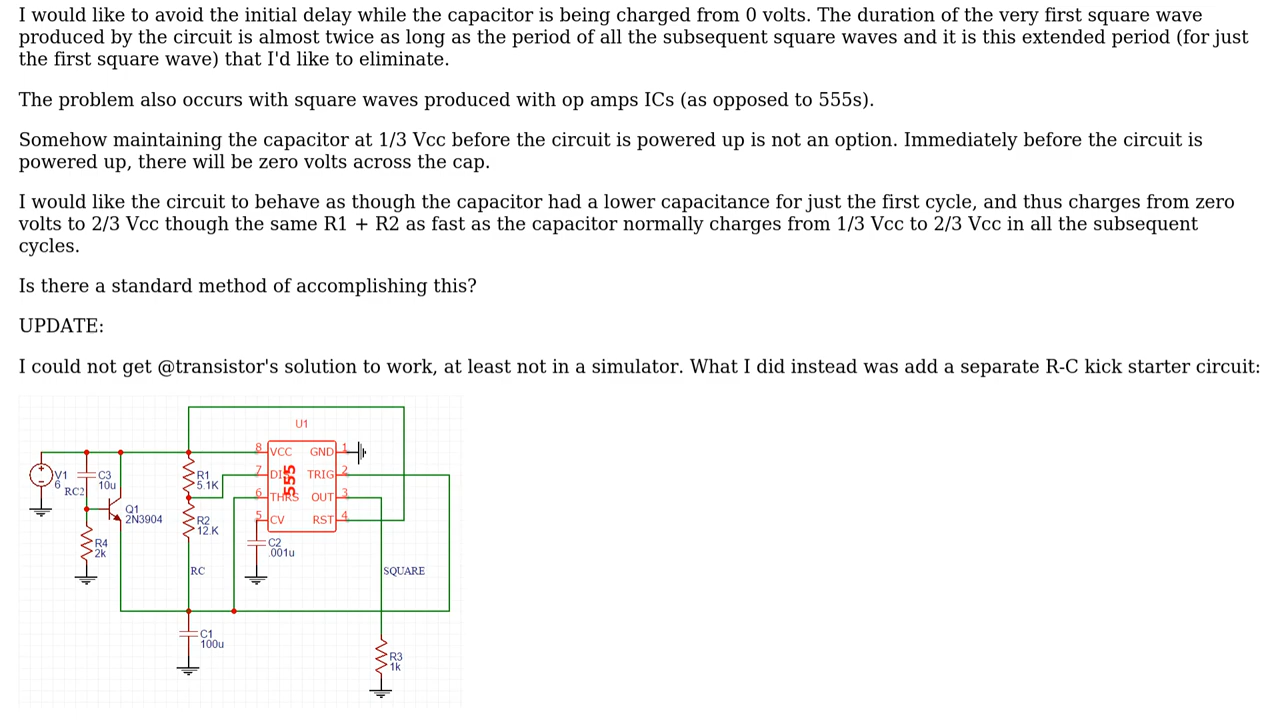 I would like to avoid the initial delay while the capacitor is being charged from 0 volts. The duration of the very first square wave
produced by the circuit is almost twice as long as the period of all the subsequent square waves and it is this extended period (for just
the first square wave) that I'd like to eliminate.
The problem also occurs with square waves produced with op amps ICs (as opposed to 555s).
Somehow maintaining the capacitor at 1/3 Vcc before the circuit is powered up is not an option. Immediately before the circuit is
powered up, there will be zero volts across the cap.
I would like the circuit to behave as though the capacitor had a lower capacitance for just the first cycle, and thus charges from zero
volts to 2/3 Vcc though the same R1 + R2 as fast as the capacitor normally charges from 1/3 Vcc to 2/3 Vcc in all the subsequent
cycles.
Is there a standard method of accomplishing this?
UPDATE:
I could not get @transistor's solution to work, at least not in a simulator. What I did instead was add a separate R-C kick starter circuit:
U1
8 VCC GND 1
7 DIS TRIG 2
6 THRS OUT 3
5 CV RST 4
555
V1
6
RC2
C3
10u
Q1
2N3904
R4
2k
R1
5.1K
R2
12.K
RC
C2
.001u
SQUARE
C1
100u
R3
1k